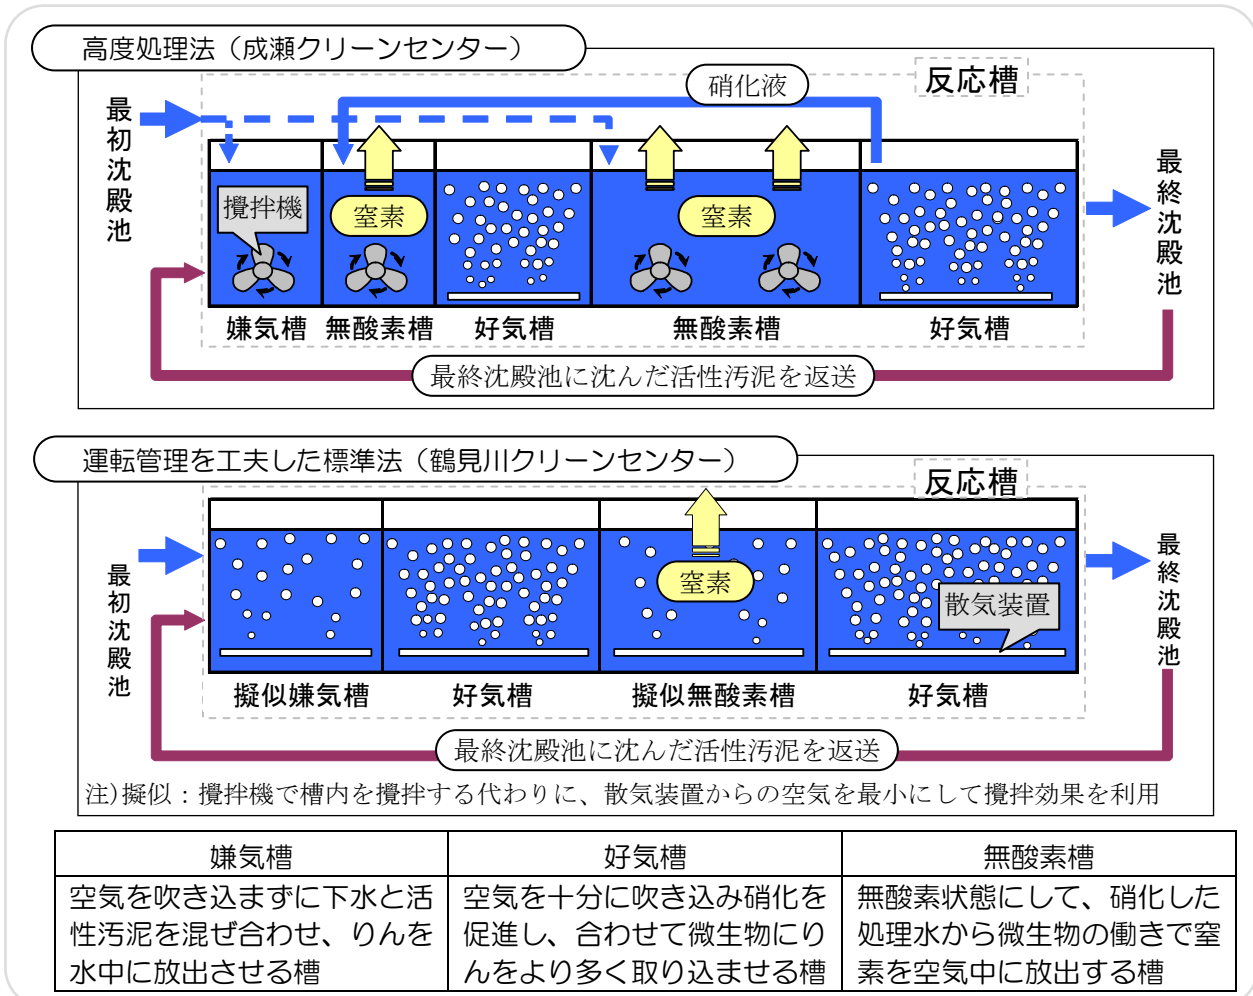 高度処理法（成瀬クリーンセンター）
反応槽
硝化液
最初沈殿池
最終沈殿池
攪拌機
窒素
窒素
嫌気槽
無酸素槽
好気槽
無酸素槽
好気槽
最終沈殿池に沈んだ活性汚泥を返送
運転管理を工夫した標準法（鶴見川クリーンセンター）
反応槽
最初沈殿池
最終沈殿池
窒素
散気装置
擬似嫌気槽
好気槽
擬似無酸素槽
好気槽
最終沈殿池に沈んだ活性汚泥を返送
注）擬似：攪拌機で槽内を攪拌する代わりに、散気装置からの空気を最小にして攪拌効果を利用
嫌気槽
空気を吹き込まずに下水と活
性汚泥を混ぜ合わせ、りんを
水中に放出させる槽
好気槽
空気を十分に吹き込み硝化を
促進し、合わせて微生物にり
んをより多く取り込ませる槽
無酸素槽
無酸素状態にして、硝化した
処理水から微生物の働きで窒
素を空気中に放出する槽